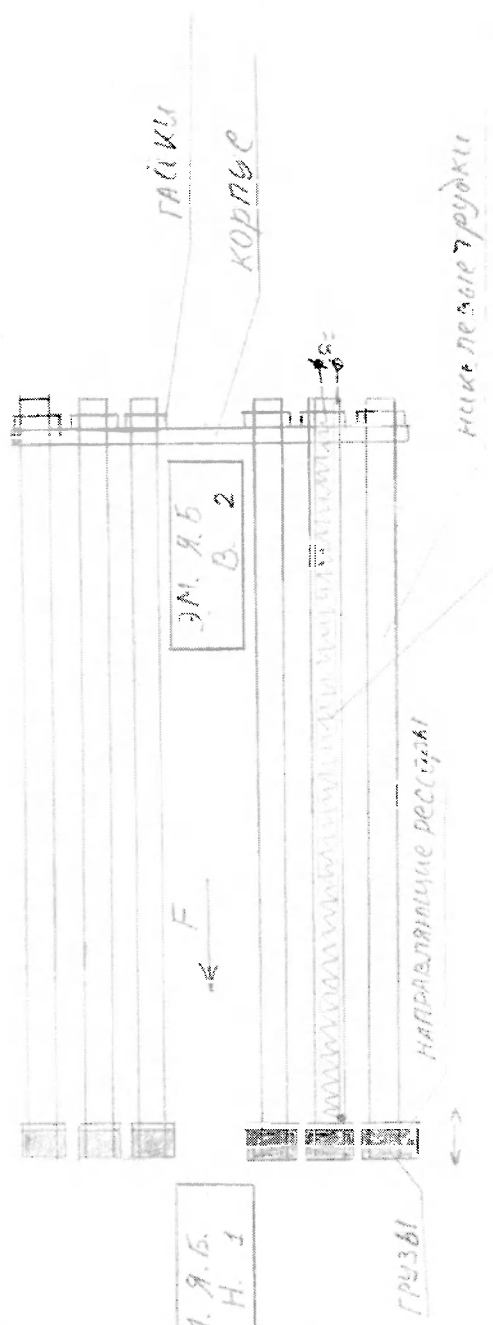 ГАЙКИ
КОРПУС
ЭМ. Я.Б
В. 2
F
НИКЕЛЕВЫЕ ТРУБКИ
НАПРАВЛЯЮЩИЕ РЕССОРЫ
М. Я.Б.
Н. 1
ГРУЗЫ